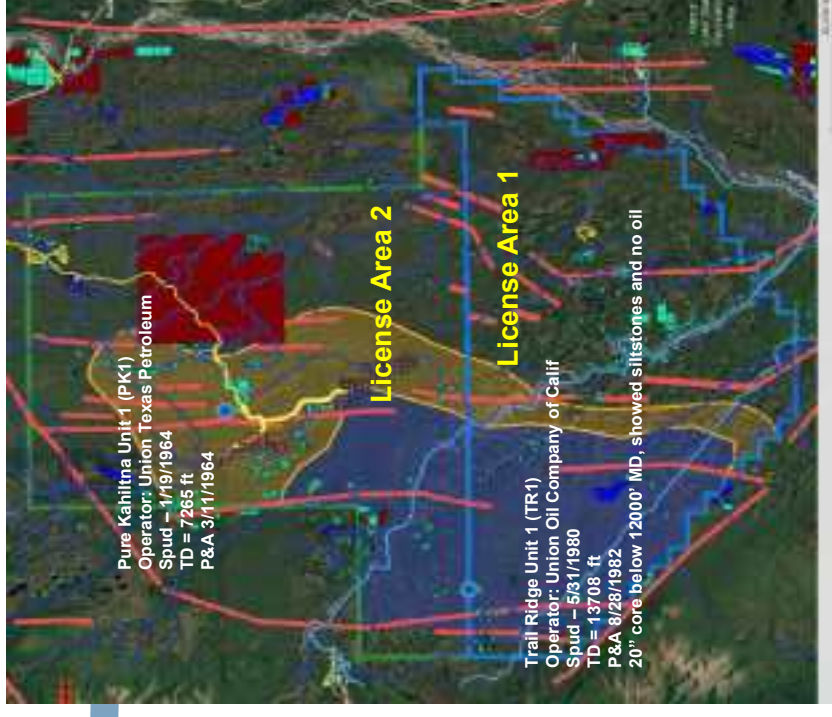 Pure Kahiltna Unit 1 (PK1)
Operator: Union Texas Petroleum
Spud – 1/19/1964
TD = 7265 ft
P&A 3/11/1964
License Area 2
License Area 1
Trail Ridge Unit 1 (TR1)
Operator: Union Oil Company of Calif
Spud – 5/31/1980
TD = 13708 ft
P&A 8/28/1982
20” core below 12000’ MD, showed siltstones and no oil